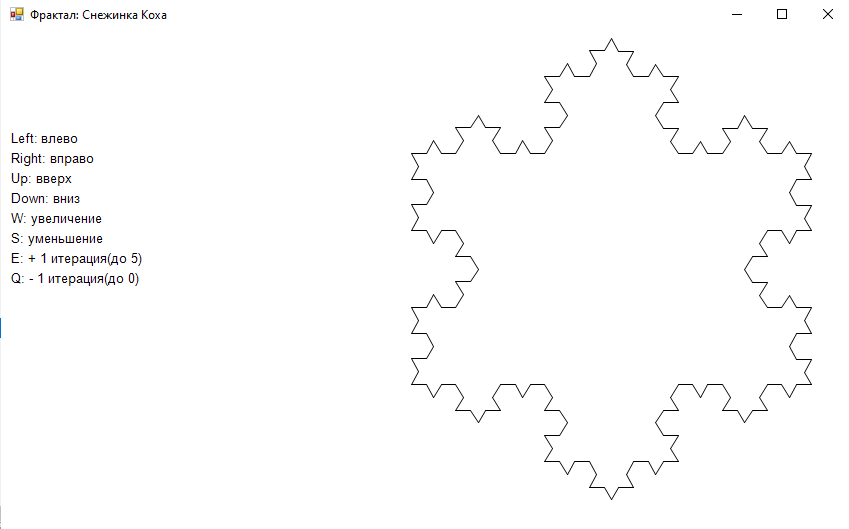 Фрактал: Снежинка Коха
Left: влево
Right: вправо
Up: вверх
Down: вниз
W: увеличение
S: уменьшение
E: + 1 итерация(до 5)
Q: - 1 итерация(до 0)